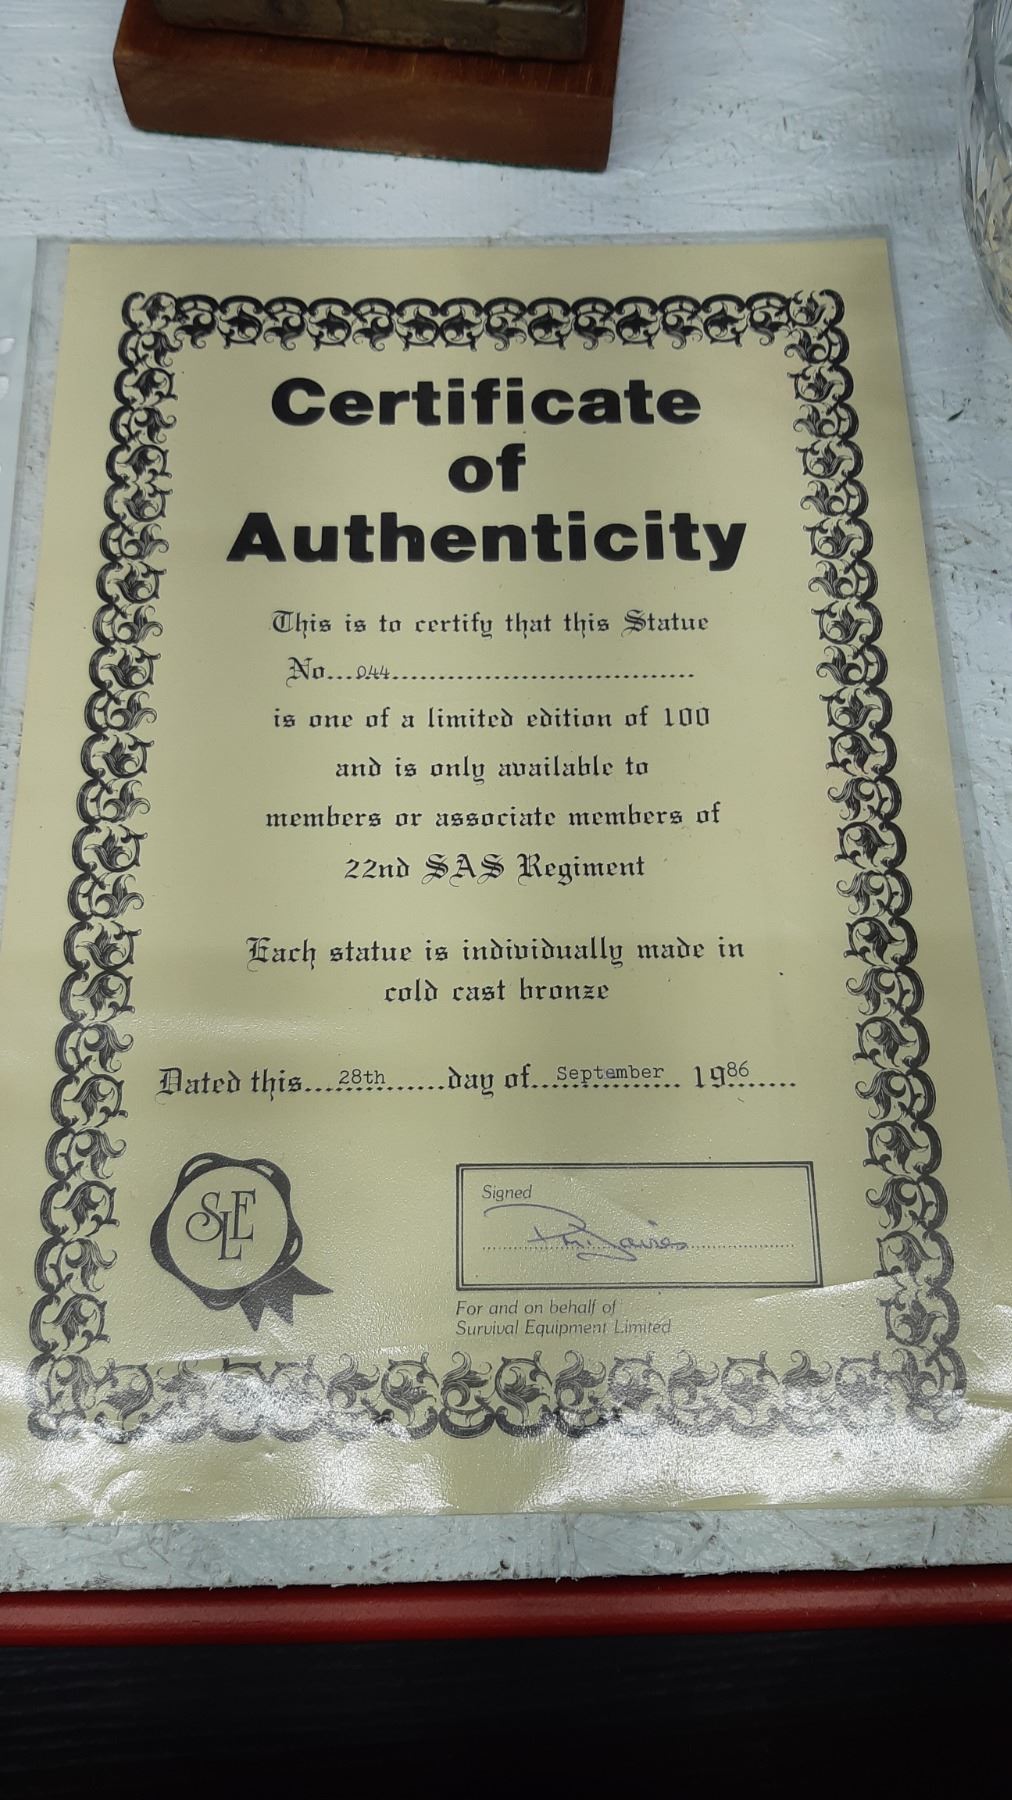 Certificate
of
Authenticity
This is to certify that this Statue
No...044.................................
is one of a limited edition of 100
and is only available to
members or associate members of
22nd SAS Regiment
Each statue is individually made in
cold cast bronze
Dated this....28th.......day of...September.. 1986.......
SLE
Signed
For and on behalf of
Survival Equipment Limited